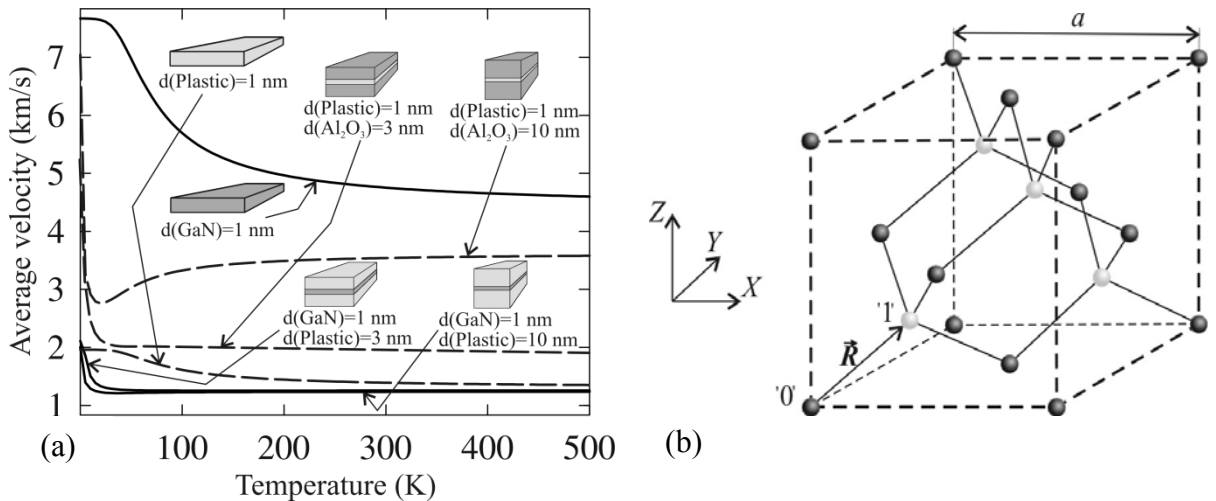 Average velocity (km/s)
7
6
5
4
3
2
1
d(Plastic)=1 nm
d(Plastic)=1 nm
d(Al₂O₃)=3 nm
d(Plastic)=1 nm
d(Al₂O₃)=10 nm
d(GaN)=1 nm
d(GaN)=1 nm
d(Plastic)=3 nm
d(GaN)=1 nm
d(Plastic)=10 nm
100 200 300 400 500
Temperature (K)
(a)
a
Z
Y
X
'1'
R⃗
'0'
(b)